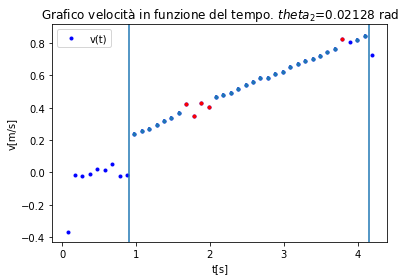 Grafico velocità in funzione del tempo. theta₂=0.02128 rad
v(t)
v[m/s]
0.8
0.6
0.4
0.2
0.0
−0.2
−0.4
0 1 2 3 4
t[s]